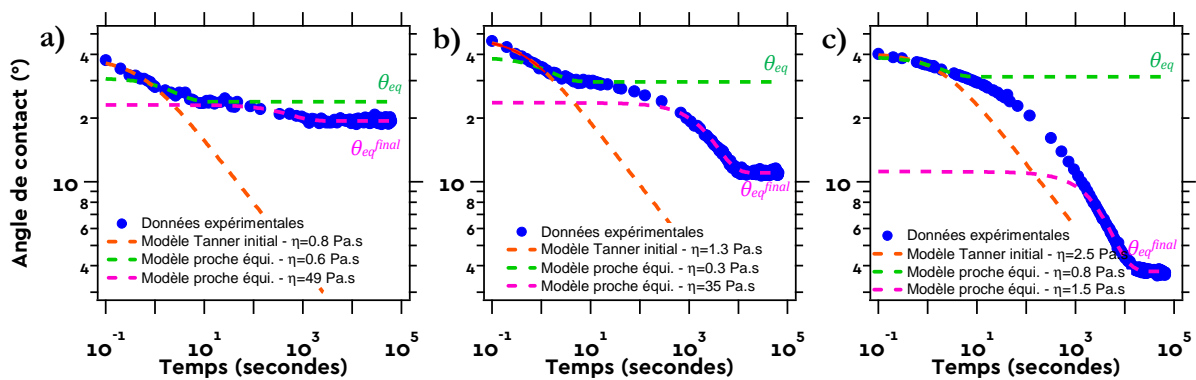 a)
Angle de contact (°)
4
2
10
8
6
4
θeq
θeq^final
Données expérimentales
Modèle Tanner initial - η=0.8 Pa.s
Modèle proche équi. - η=0.6 Pa.s
Modèle proche équi. - η=49 Pa.s
10^-1 10^1 10^3 10^5
Temps (secondes)
b)
4
2
10
8
6
4
θeq
θeq^final
Données expérimentales
Modèle Tanner initial - η=1.3 Pa.s
Modèle proche équi. - η=0.3 Pa.s
Modèle proche équi. - η=35 Pa.s
10^-1 10^1 10^3 10^5
Temps (secondes)
c)
4
2
10
8
6
4
θeq
θeq^final
Données expérimentales
Modèle Tanner initial - η=2.5 Pa.s
Modèle proche équi. - η=0.8 Pa.s
Modèle proche équi. - η=1.5 Pa.s
10^-1 10^1 10^3 10^5
Temps (secondes)